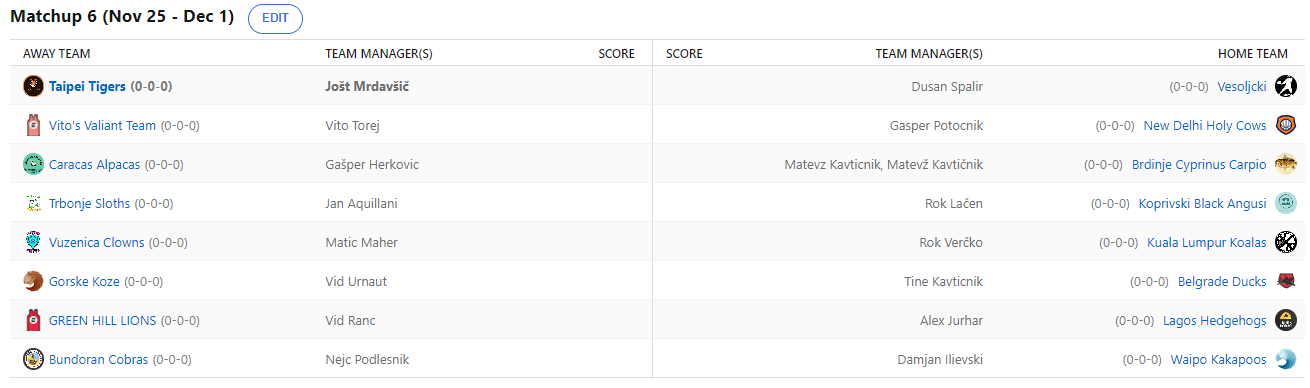 Matchup 6 (Nov 25 - Dec 1) EDIT
AWAY TEAM TEAM MANAGER(S) SCORE SCORE TEAM MANAGER(S) HOME TEAM
Taipei Tigers (0-0-0) Jošt Mrdavšič Dusan Spalir (0-0-0) Vesoljcki
Vito's Valiant Team (0-0-0) Vito Torej Gasper Potocnik (0-0-0) New Delhi Holy Cows
Caracas Alpacas (0-0-0) Gašper Herkovic Matevz Kavticnik, Matevž Kavtičnik (0-0-0) Brdinje Cyprinus Carpio
Trbonje Sloths (0-0-0) Jan Aquillani Rok Lačen (0-0-0) Koprivski Black Angusi
Vuzenica Clowns (0-0-0) Matic Maher Rok Verčko (0-0-0) Kuala Lumpur Koalas
Gorske Koze (0-0-0) Vid Urnaut Tine Kavticnik (0-0-0) Belgrade Ducks
GREEN HILL LIONS (0-0-0) Vid Ranc Alex Jurhar (0-0-0) Lagos Hedgehogs
Bundoran Cobras (0-0-0) Nejc Podlesnik Damjan Ilievski (0-0-0) Waipo Kakapoos